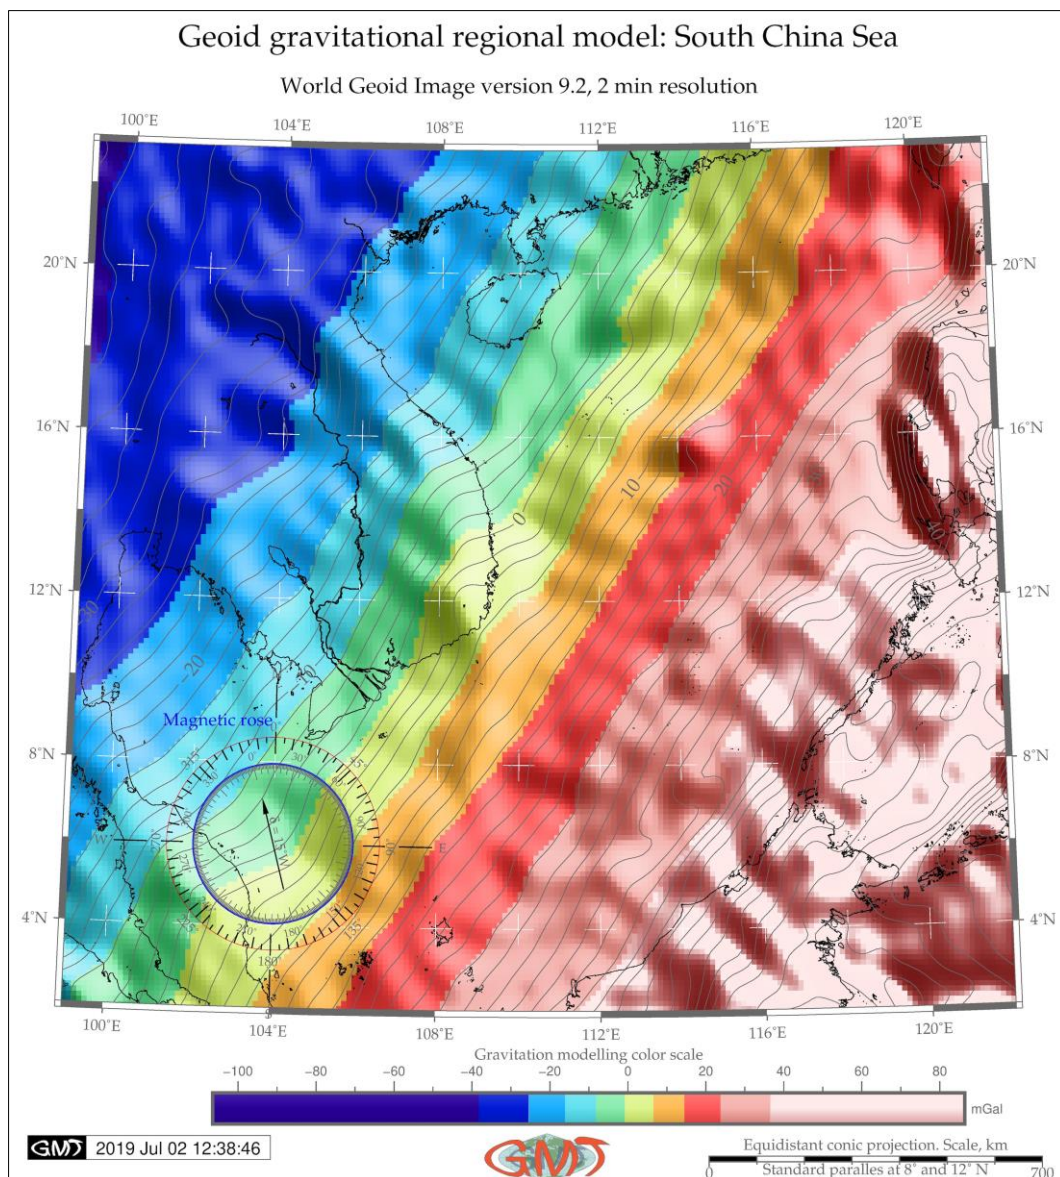 Geoid gravitational regional model: South China Sea
World Geoid Image version 9.2, 2 min resolution
100˚E 104˚E 108˚E 112˚E 116˚E 120˚E
20˚N 20˚N
16˚N 16˚N
10
20
0
12˚N 12˚N
-20
Magnetic rose
8˚N 8˚N
W E
4˚N 4˚N
180˚
100˚E 104˚E 108˚E 112˚E 116˚E 120˚E
Gravitation modelling color scale
−100 −80 −60 −40 −20 0 20 40 60 80
mGal
GMT 2019 Jul 02 12:38:46
GMT
Equidistant conic projection. Scale, km
0 700
Standard paralles at 8˚ and 12˚ N